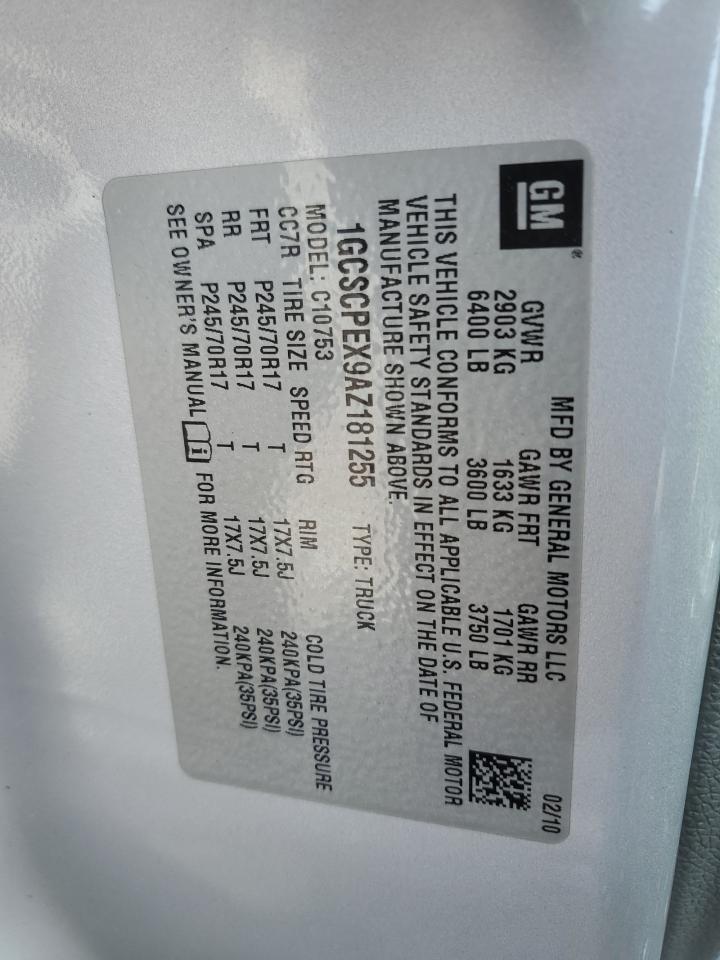 GM®
MFD BY GENERAL MOTORS LLC 02/10
GVWR GAWR FRT GAWR RR
2903 KG 1633 KG 1701 KG
6400 LB 3600 LB 3750 LB
THIS VEHICLE CONFORMS TO ALL APPLICABLE U.S. FEDERAL MOTOR
VEHICLE SAFETY STANDARDS IN EFFECT ON THE DATE OF
MANUFACTURE SHOWN ABOVE.
1GCSCPEX9AZ181255 TYPE: TRUCK
MODEL: C10753
CC7R TIRE SIZE SPEED RTG RIM COLD TIRE PRESSURE
FRT P245/70R17 T 17X7.5J 240KPA(35PSI)
RR P245/70R17 T 17X7.5J 240KPA(35PSI)
SPA P245/70R17 T 17X7.5J 240KPA(35PSI)
SEE OWNER'S MANUAL FOR MORE INFORMATION.